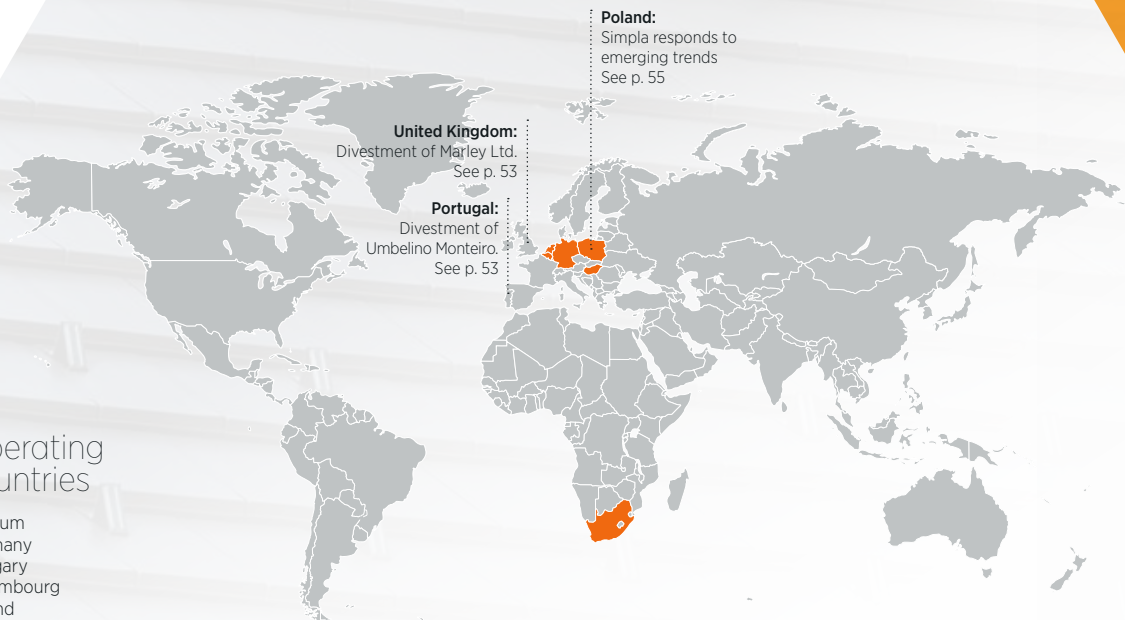 Poland:
Simpla responds to
emerging trends
See p. 55
United Kingdom:
Divestment of Marley Ltd.
See p. 53
Portugal:
Divestment of
Umbelino Monteiro.
See p. 53
perating
untries
um
any
gary
mbourg
nd